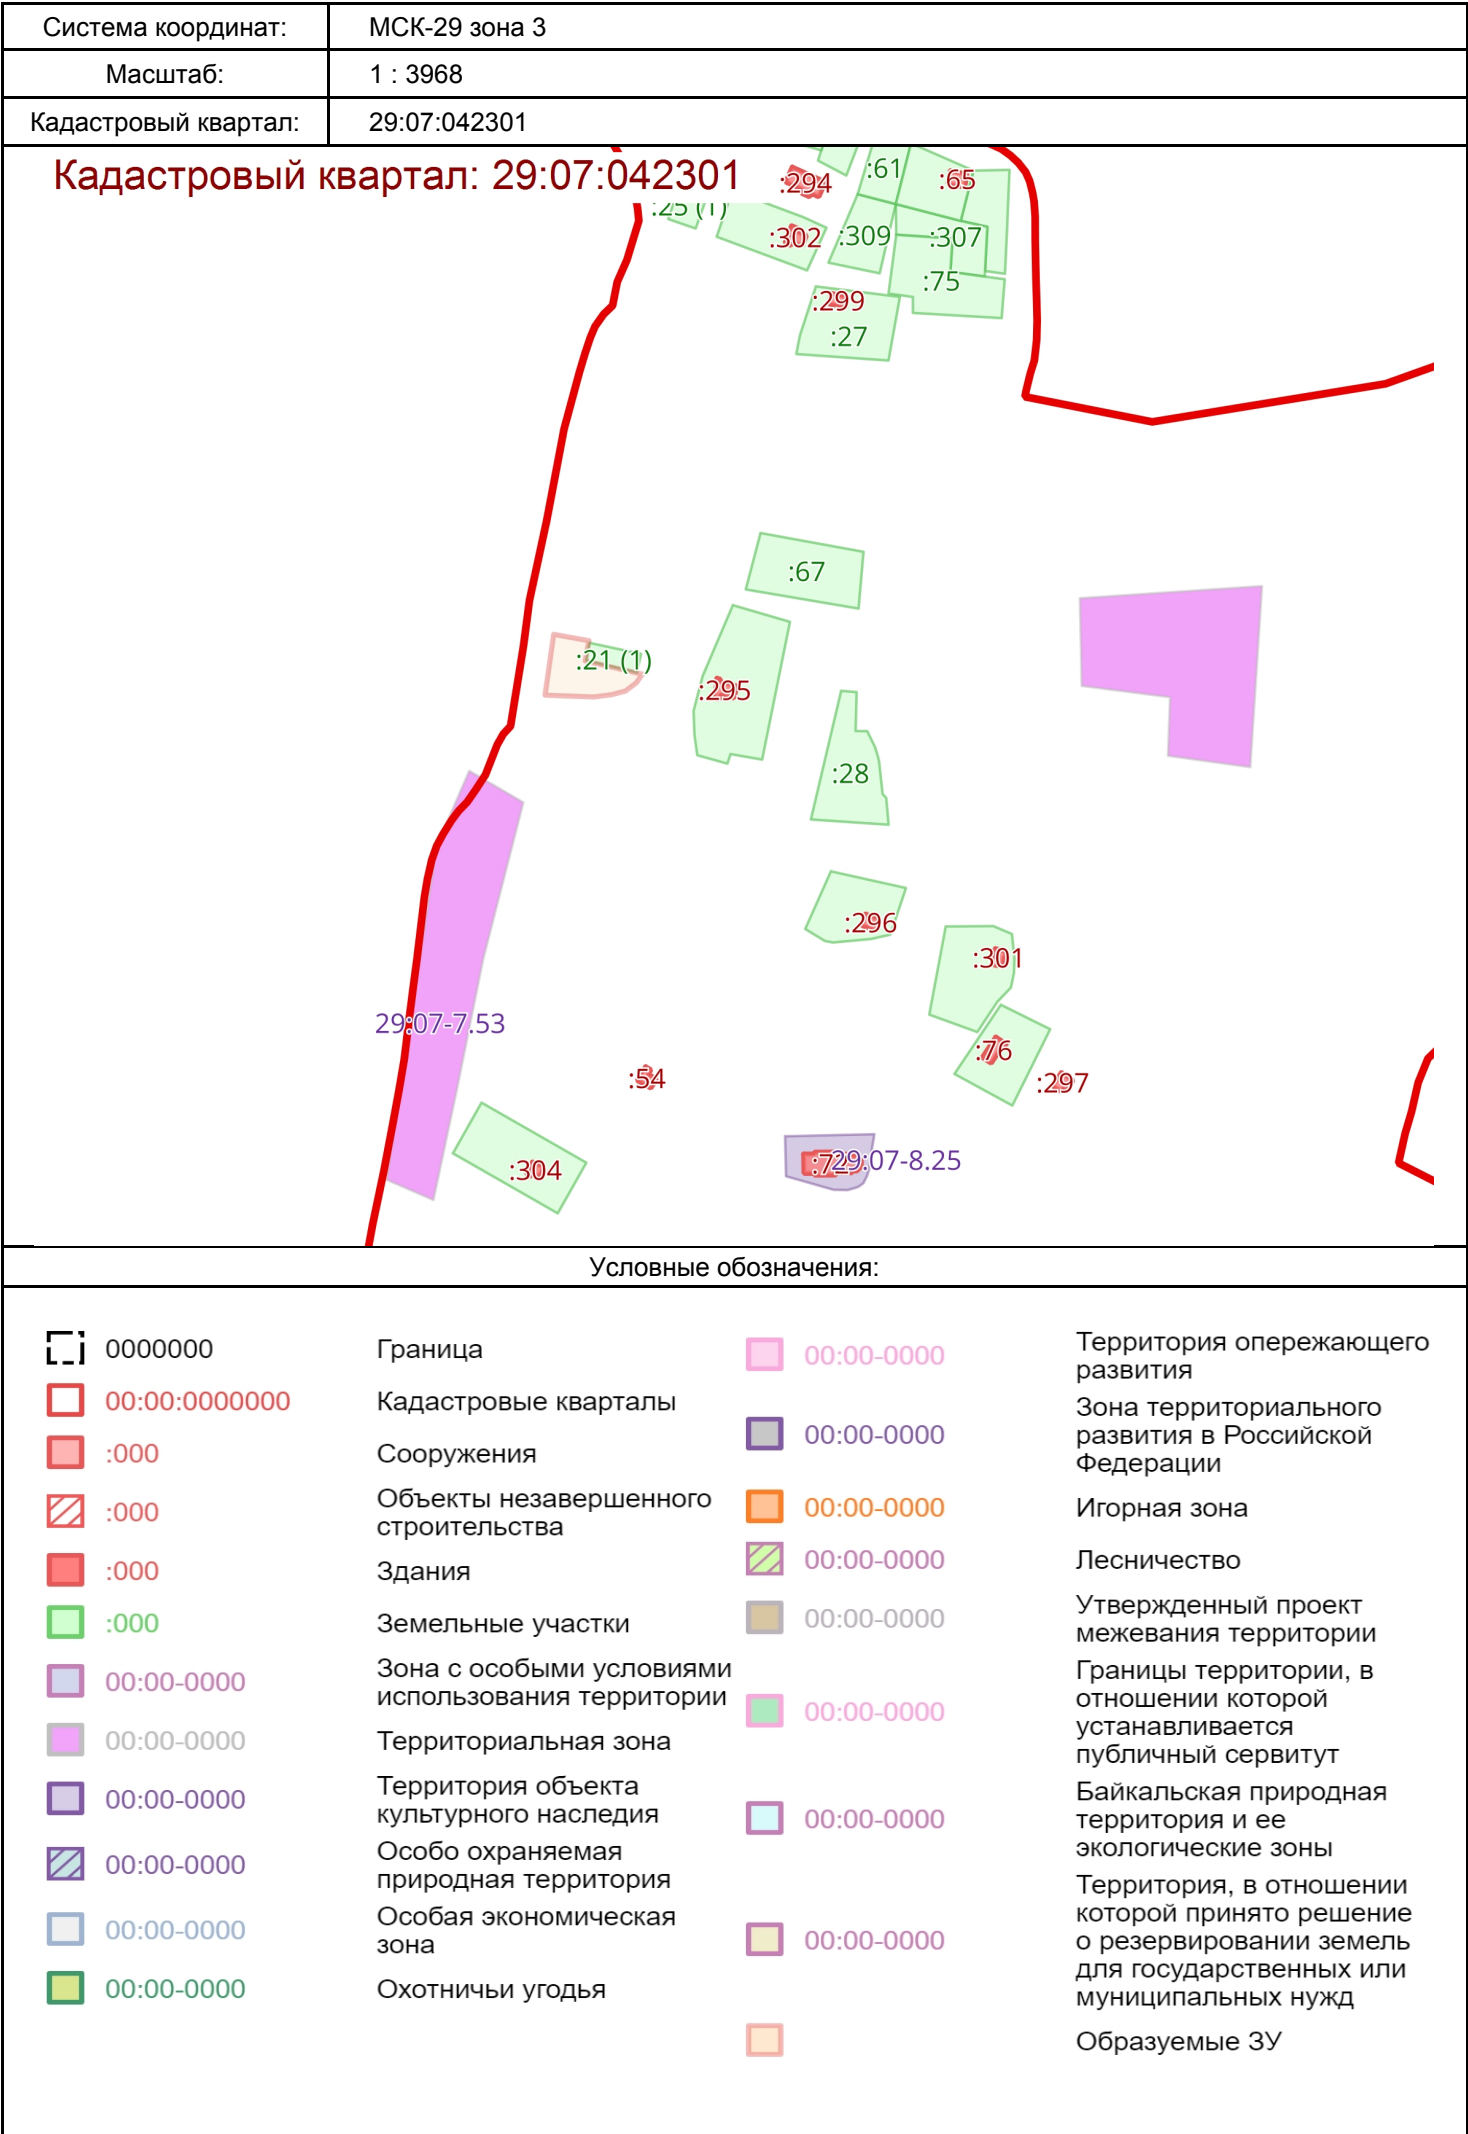 Система координат: МСК-29 зона 3
Масштаб: 1 : 3968
Кадастровый квартал: 29:07:042301
Кадастровый квартал: 29:07:042301
:294
:61
:65
:25 (1)
:302
:309
:307
:75
:299
:27
:67
:21 (1)
:295
:28
:296
:301
29:07-7.53
:76
:54
:297
:304
:72
29:07-8.25
Условные обозначения:
0000000 Граница
00:00:0000000 Кадастровые кварталы
:000 Сооружения
:000 Объекты незавершенного
строительства
:000 Здания
:000 Земельные участки
00:00-0000 Зона с особыми условиями
использования территории
00:00-0000 Территориальная зона
00:00-0000 Территория объекта
культурного наследия
00:00-0000 Особо охраняемая
природная территория
00:00-0000 Особая экономическая
зона
00:00-0000 Охотничьи угодья
00:00-0000 Территория опережающего
развития
00:00-0000 Зона территориального
развития в Российской
Федерации
00:00-0000 Игорная зона
00:00-0000 Лесничество
00:00-0000 Утвержденный проект
межевания территории
00:00-0000 Границы территории, в
отношении которой
устанавливается
публичный сервитут
00:00-0000 Байкальская природная
территория и ее
экологические зоны
00:00-0000 Территория, в отношении
которой принято решение
о резервировании земель
для государственных или
муниципальных нужд
Образуемые ЗУ